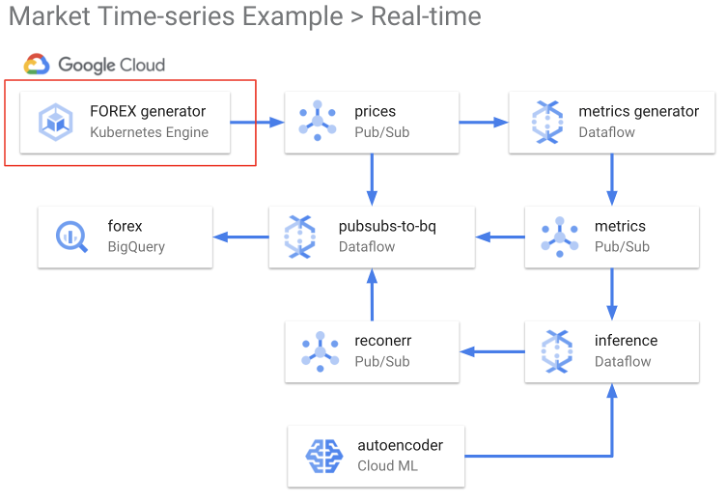 Market Time-series Example > Real-time
Google Cloud
FOREX generator
Kubernetes Engine
prices
Pub/Sub
metrics generator
Dataflow
forex
BigQuery
pubsubs-to-bq
Dataflow
metrics
Pub/Sub
reconerr
Pub/Sub
inference
Dataflow
autoencoder
Cloud ML